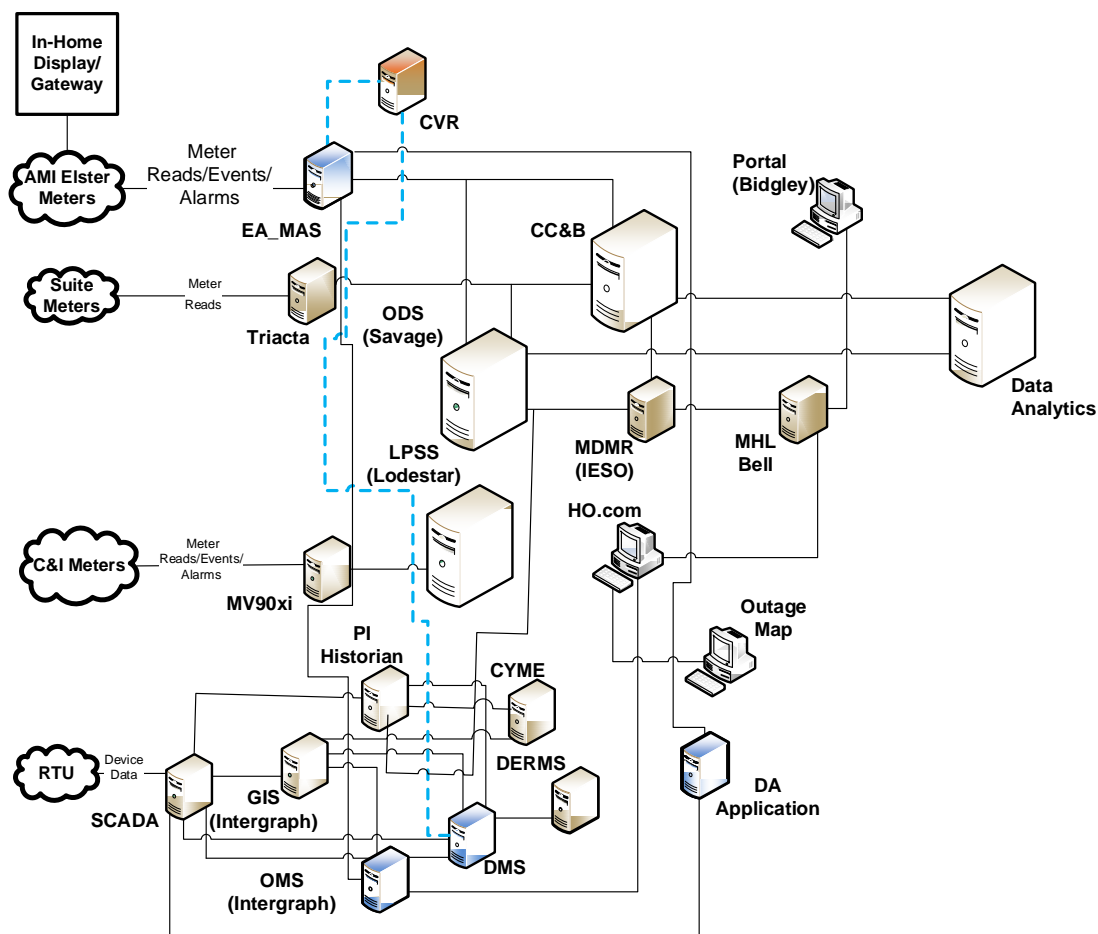 In-Home
Display/
Gateway
CVR
AMI Elster
Meters
Meter
Reads/Events/
Alarms
EA_MAS
Portal
(Bidgley)
CC&B
Suite
Meters
Meter
Reads
Triacta
ODS
(Savage)
Data
Analytics
MDMR
(IESO)
MHL
Bell
LPSS
(Lodestar)
HO.com
C&I Meters
Meter
Reads/Events/
Alarms
MV90xi
Outage
Map
PI
Historian
CYME
RTU
Device
Data
SCADA
GIS
(Intergraph)
DERMS
DA
Application
DMS
OMS
(Intergraph)